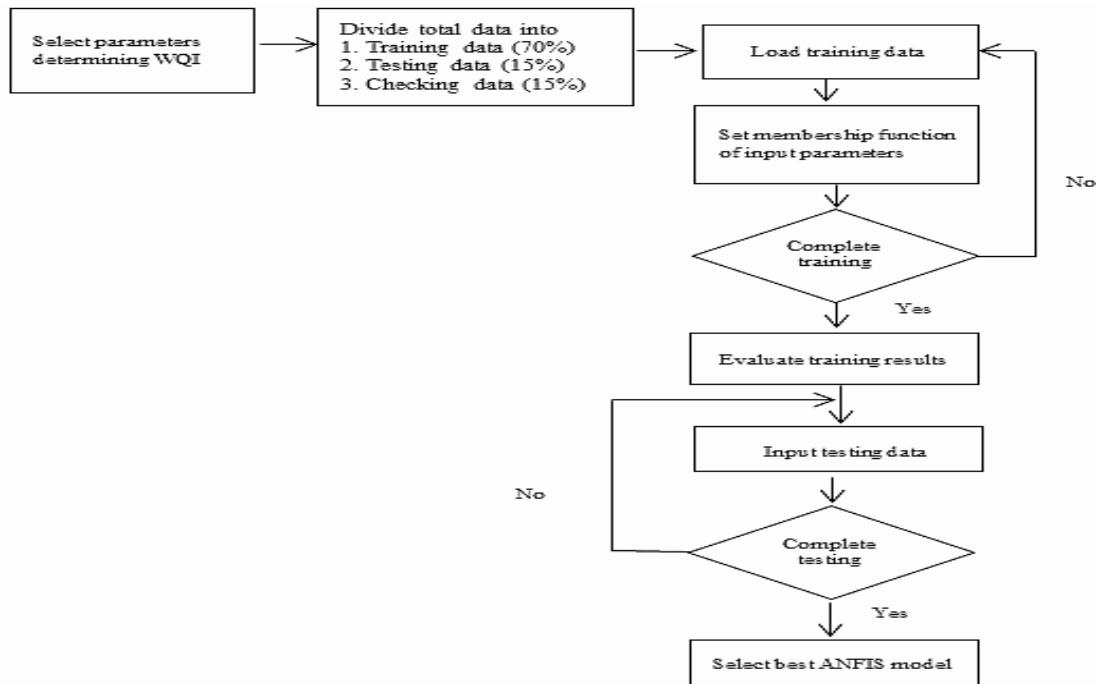 Select parameters
determining WQI
Divide total data into
1. Training data (70%)
2. Testing data (15%)
3. Checking data (15%)
Load training data
Set membership function
of input parameters
No
Complete
training
Yes
Evaluate training results
Input testing data
No
Complete
testing
Yes
Select best ANFIS model